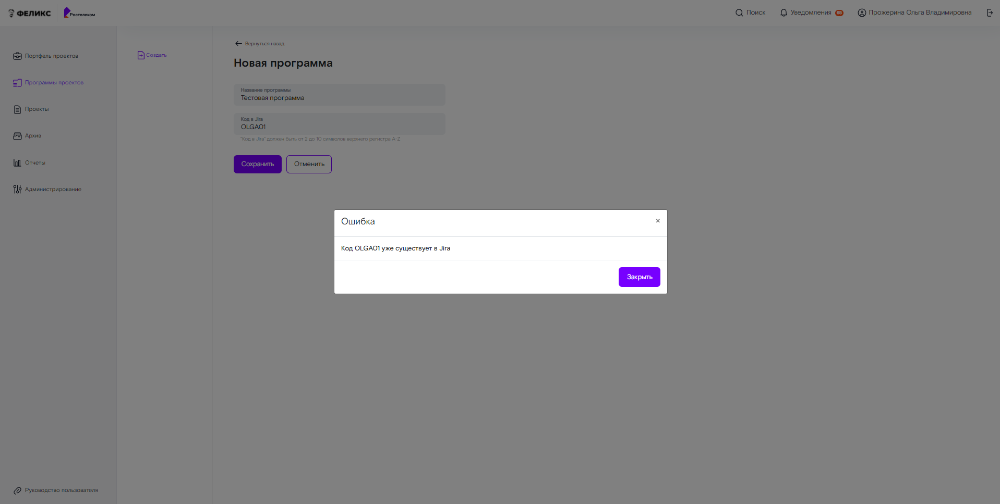 ФЕЛИКС
Ростелеком
Поиск
Уведомления 65
Прожерина Ольга Владимировна
Портфель проектов
Программы проектов
Проекты
Архив
Отчеты
Администрирование
Руководство пользователя
Создать
Вернуться назад
Новая программа
Название программы
Тестовая программа
Код в Jira
OLGA01
"Код в Jira" должен быть от 2 до 10 символов верхнего регистра A-Z
Сохранить
Отменить
Ошибка
×
Код OLGA01 уже существует в Jira
Закрыть